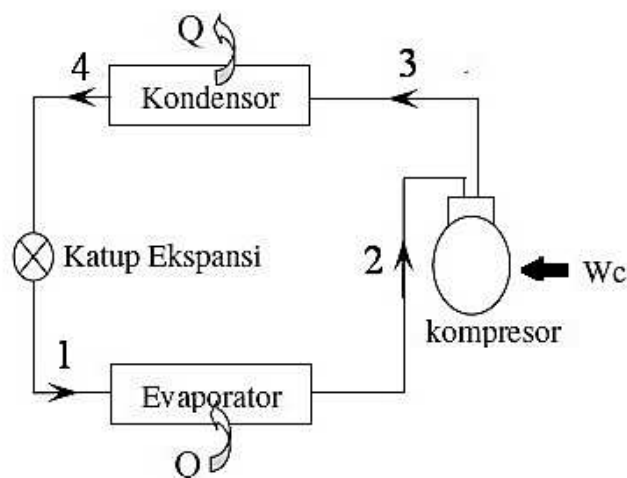 Q
4
3
Kondensor
Katup Ekspansi
2
Wc
kompresor
1
Evaporator
Q